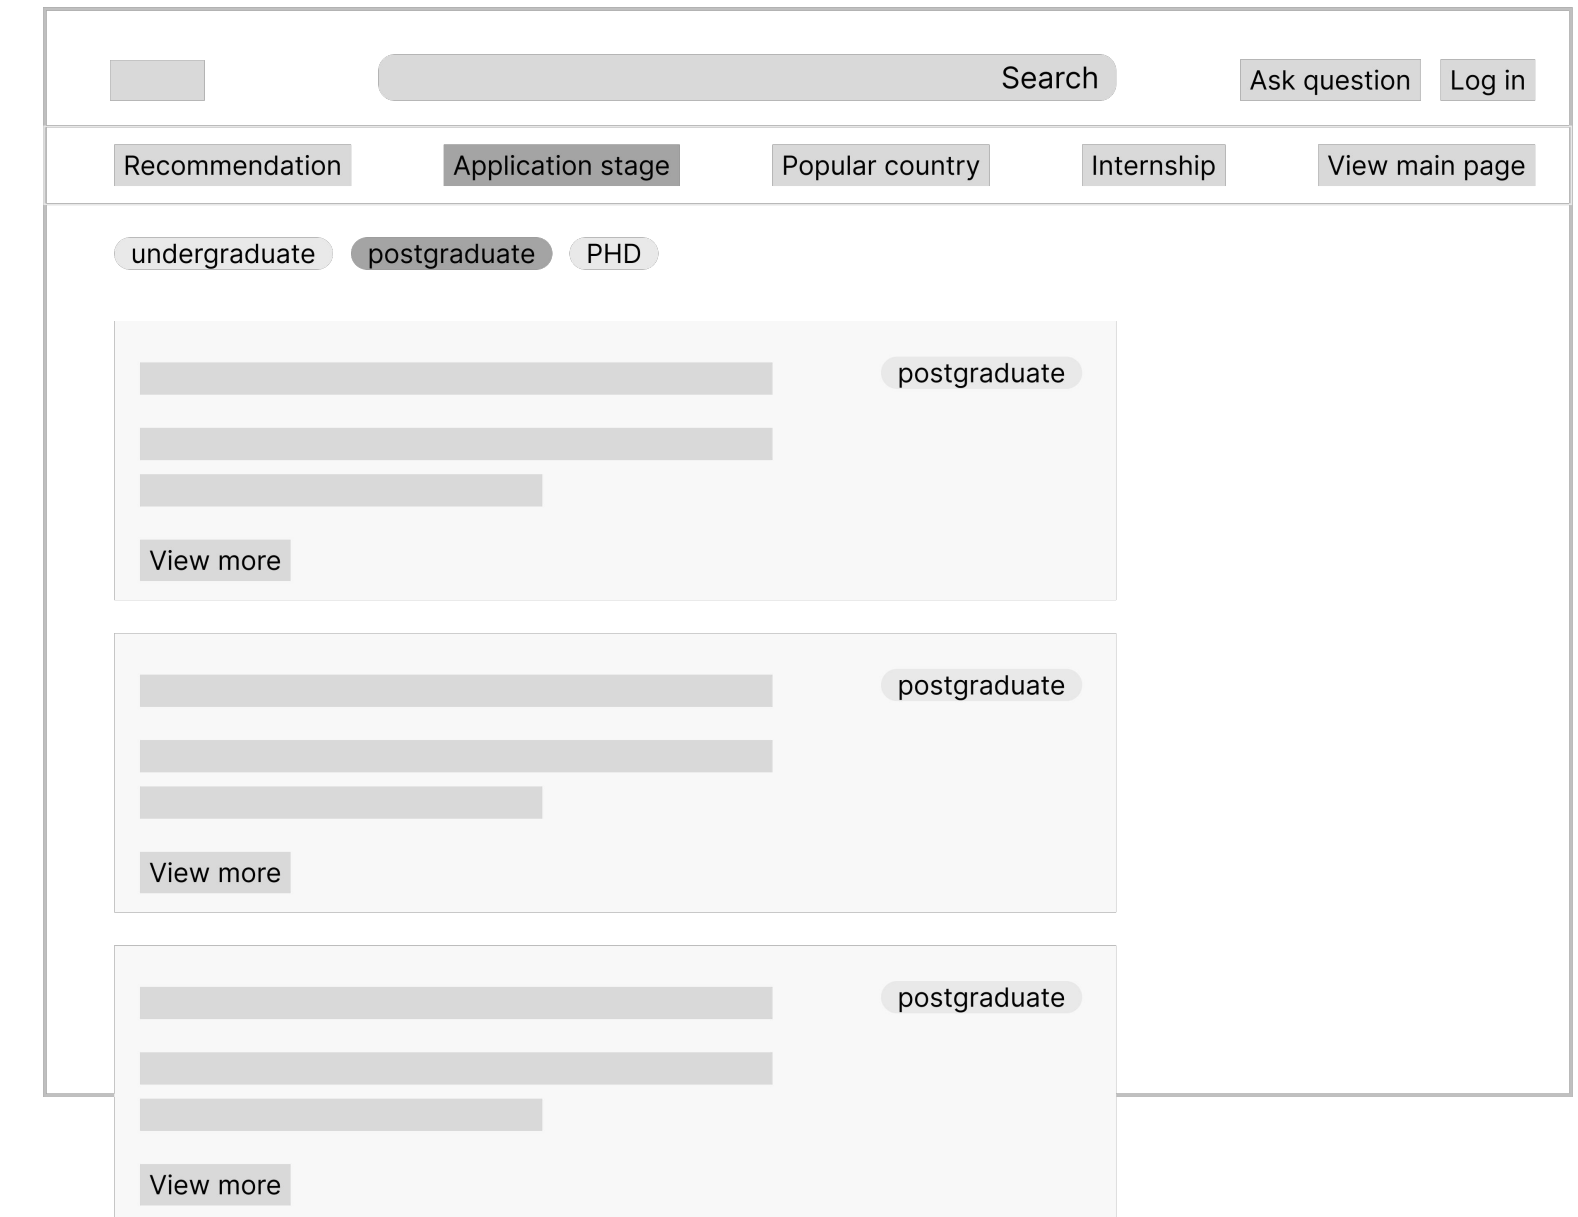 Search
Ask question
Log in
Recommendation
Application stage
Popular country
Internship
View main page
undergraduate
postgraduate
PHD
postgraduate
View more
postgraduate
View more
postgraduate
View more